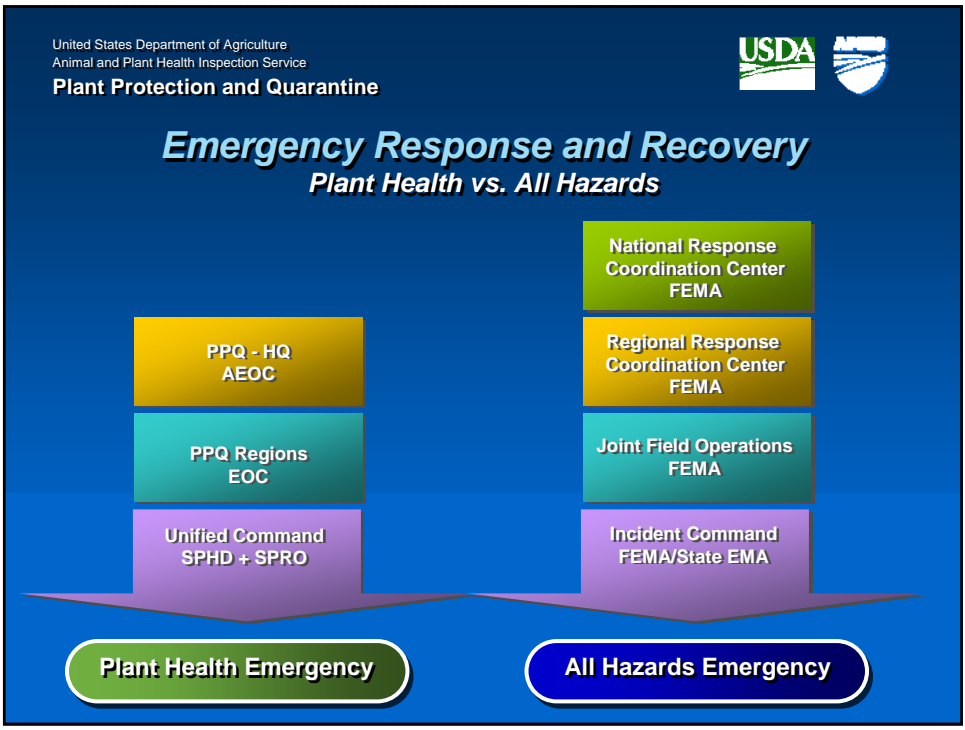 United States Department of Agriculture
Animal and Plant Health Inspection Service
Plant Protection and Quarantine
USDA
APHIS
Emergency Response and Recovery
Plant Health vs. All Hazards
PPQ - HQ
AEOC
PPQ Regions
EOC
Unified Command
SPHD + SPRO
Plant Health Emergency
National Response
Coordination Center
FEMA
Regional Response
Coordination Center
FEMA
Joint Field Operations
FEMA
Incident Command
FEMA/State EMA
All Hazards Emergency